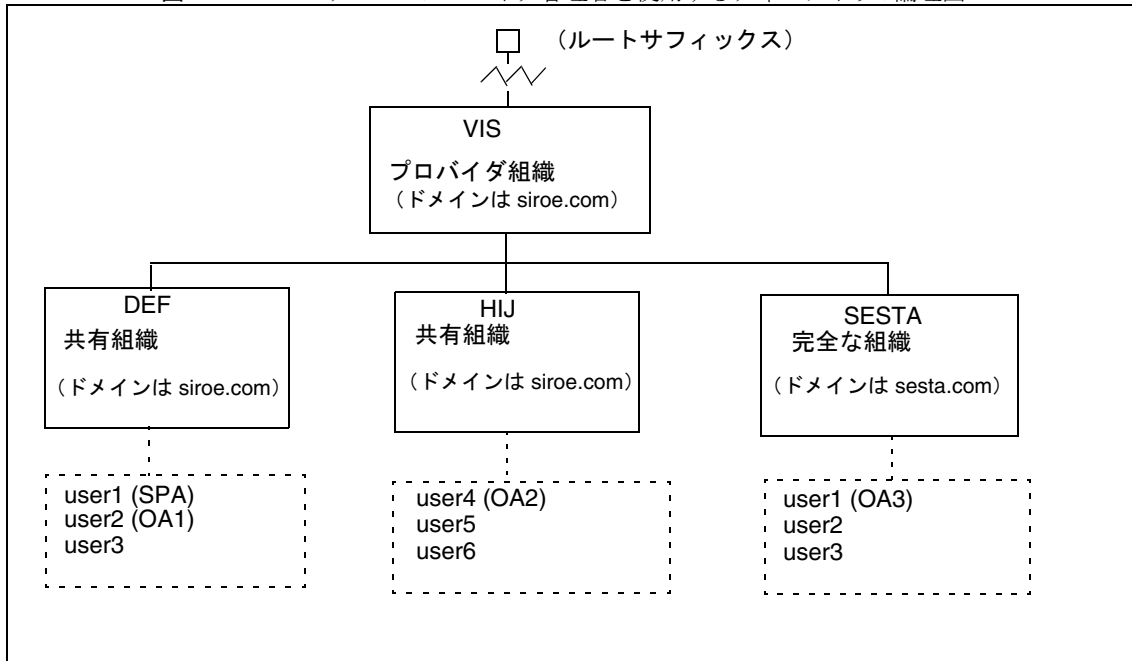 （ルートサフィックス）
VIS
プロバイダ組織
（ドメインは siroe.com）
DEF
共有組織
（ドメインは siroe.com）
HIJ
共有組織
（ドメインは siroe.com）
SESTA
完全な組織
（ドメインは sesta.com）
user1 (SPA)
user2 (OA1)
user3
user4 (OA2)
user5
user6
user1 (OA3)
user2
user3